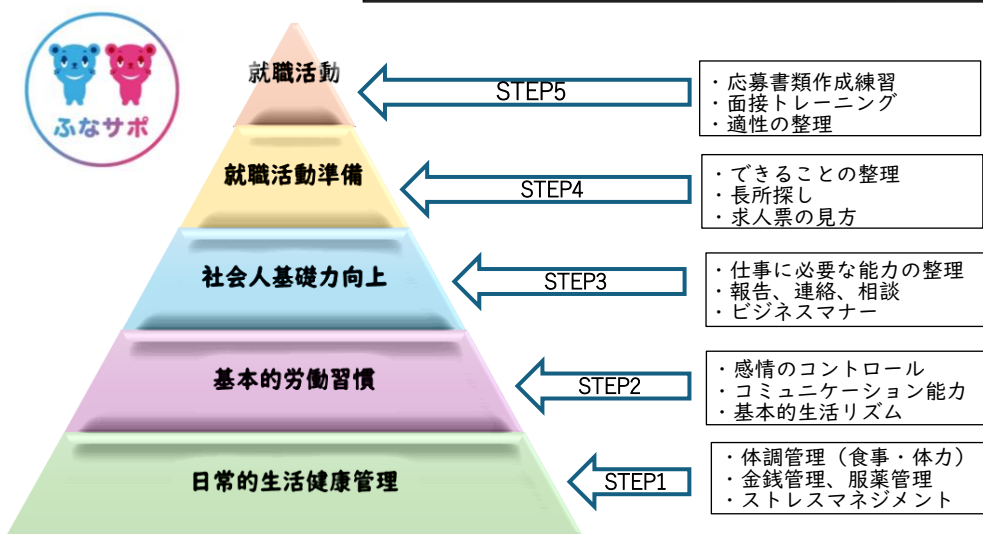 ふなサポ
就職活動
STEP5
・応募書類作成練習
・面接トレーニング
・適性の整理
就職活動準備
STEP4
・できることの整理
・長所探し
・求人票の見方
社会人基礎力向上
STEP3
・仕事に必要な能力の整理
・報告、連絡、相談
・ビジネスマナー
基本的労働習慣
STEP2
・感情のコントロール
・コミュニケーション能力
・基本的生活リズム
日常的生活健康管理
STEP1
・体調管理（食事・体力）
・金銭管理、服薬管理
・ストレスマネジメント